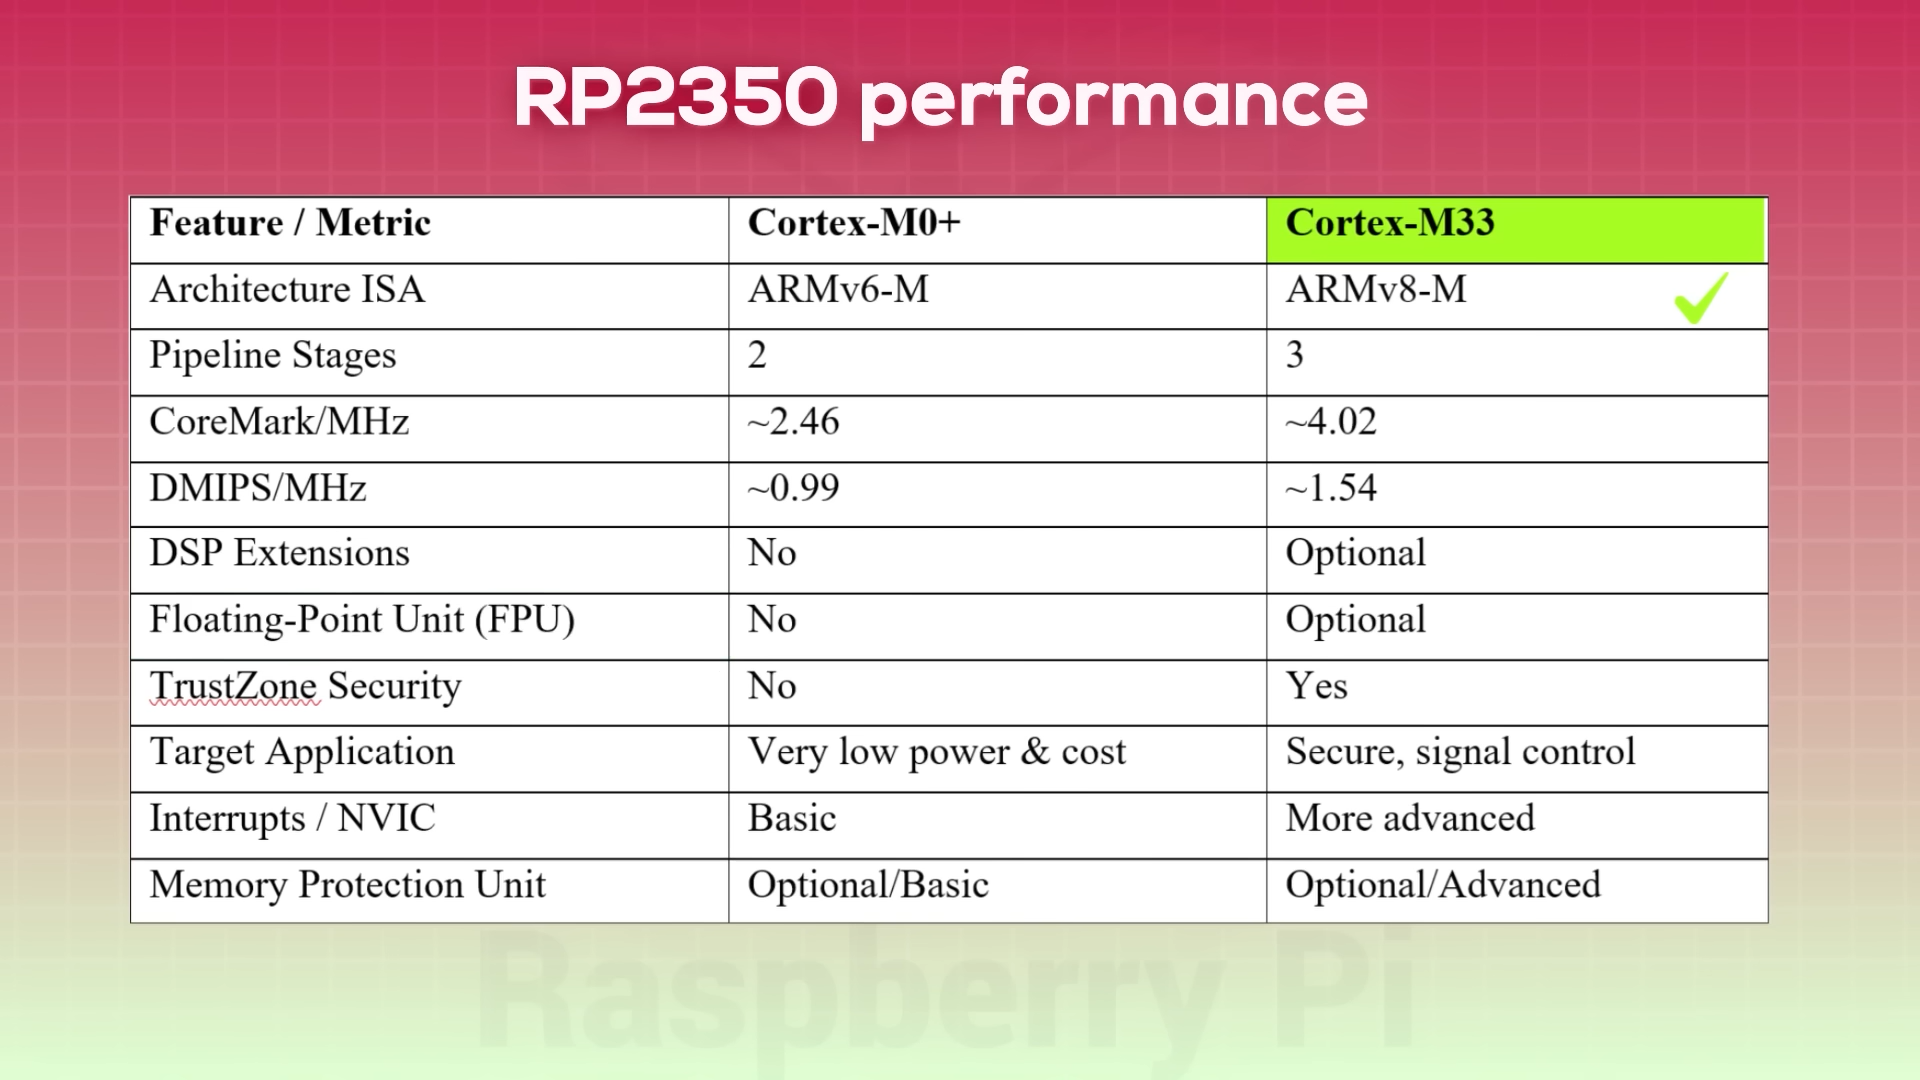 RP2350 performance
Feature / Metric Cortex-M0+ Cortex-M33
Architecture ISA ARMv6-M ARMv8-M
Pipeline Stages 2 3
CoreMark/MHz ~2.46 ~4.02
DMIPS/MHz ~0.99 ~1.54
DSP Extensions No Optional
Floating-Point Unit (FPU) No Optional
TrustZone Security No Yes
Target Application Very low power & cost Secure, signal control
Interrupts / NVIC Basic More advanced
Memory Protection Unit Optional/Basic Optional/Advanced
Raspberry Pi